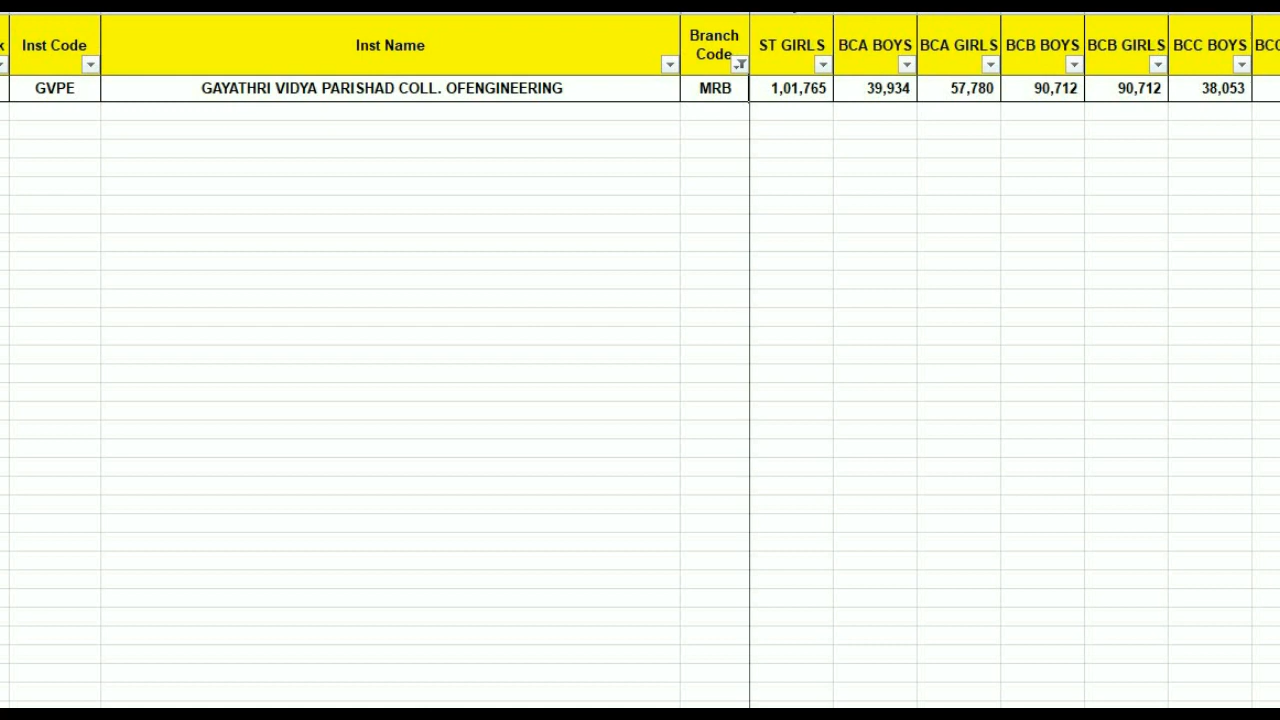 k Inst Code Inst Name Branch Code ST GIRLS BCA BOYS BCA GIRLS BCB BOYS BCB GIRLS BCC BOYS BCC
GVPE GAYATHRI VIDYA PARISHAD COLL. OFENGINEERING MRB 1,01,765 39,934 57,780 90,712 90,712 38,053